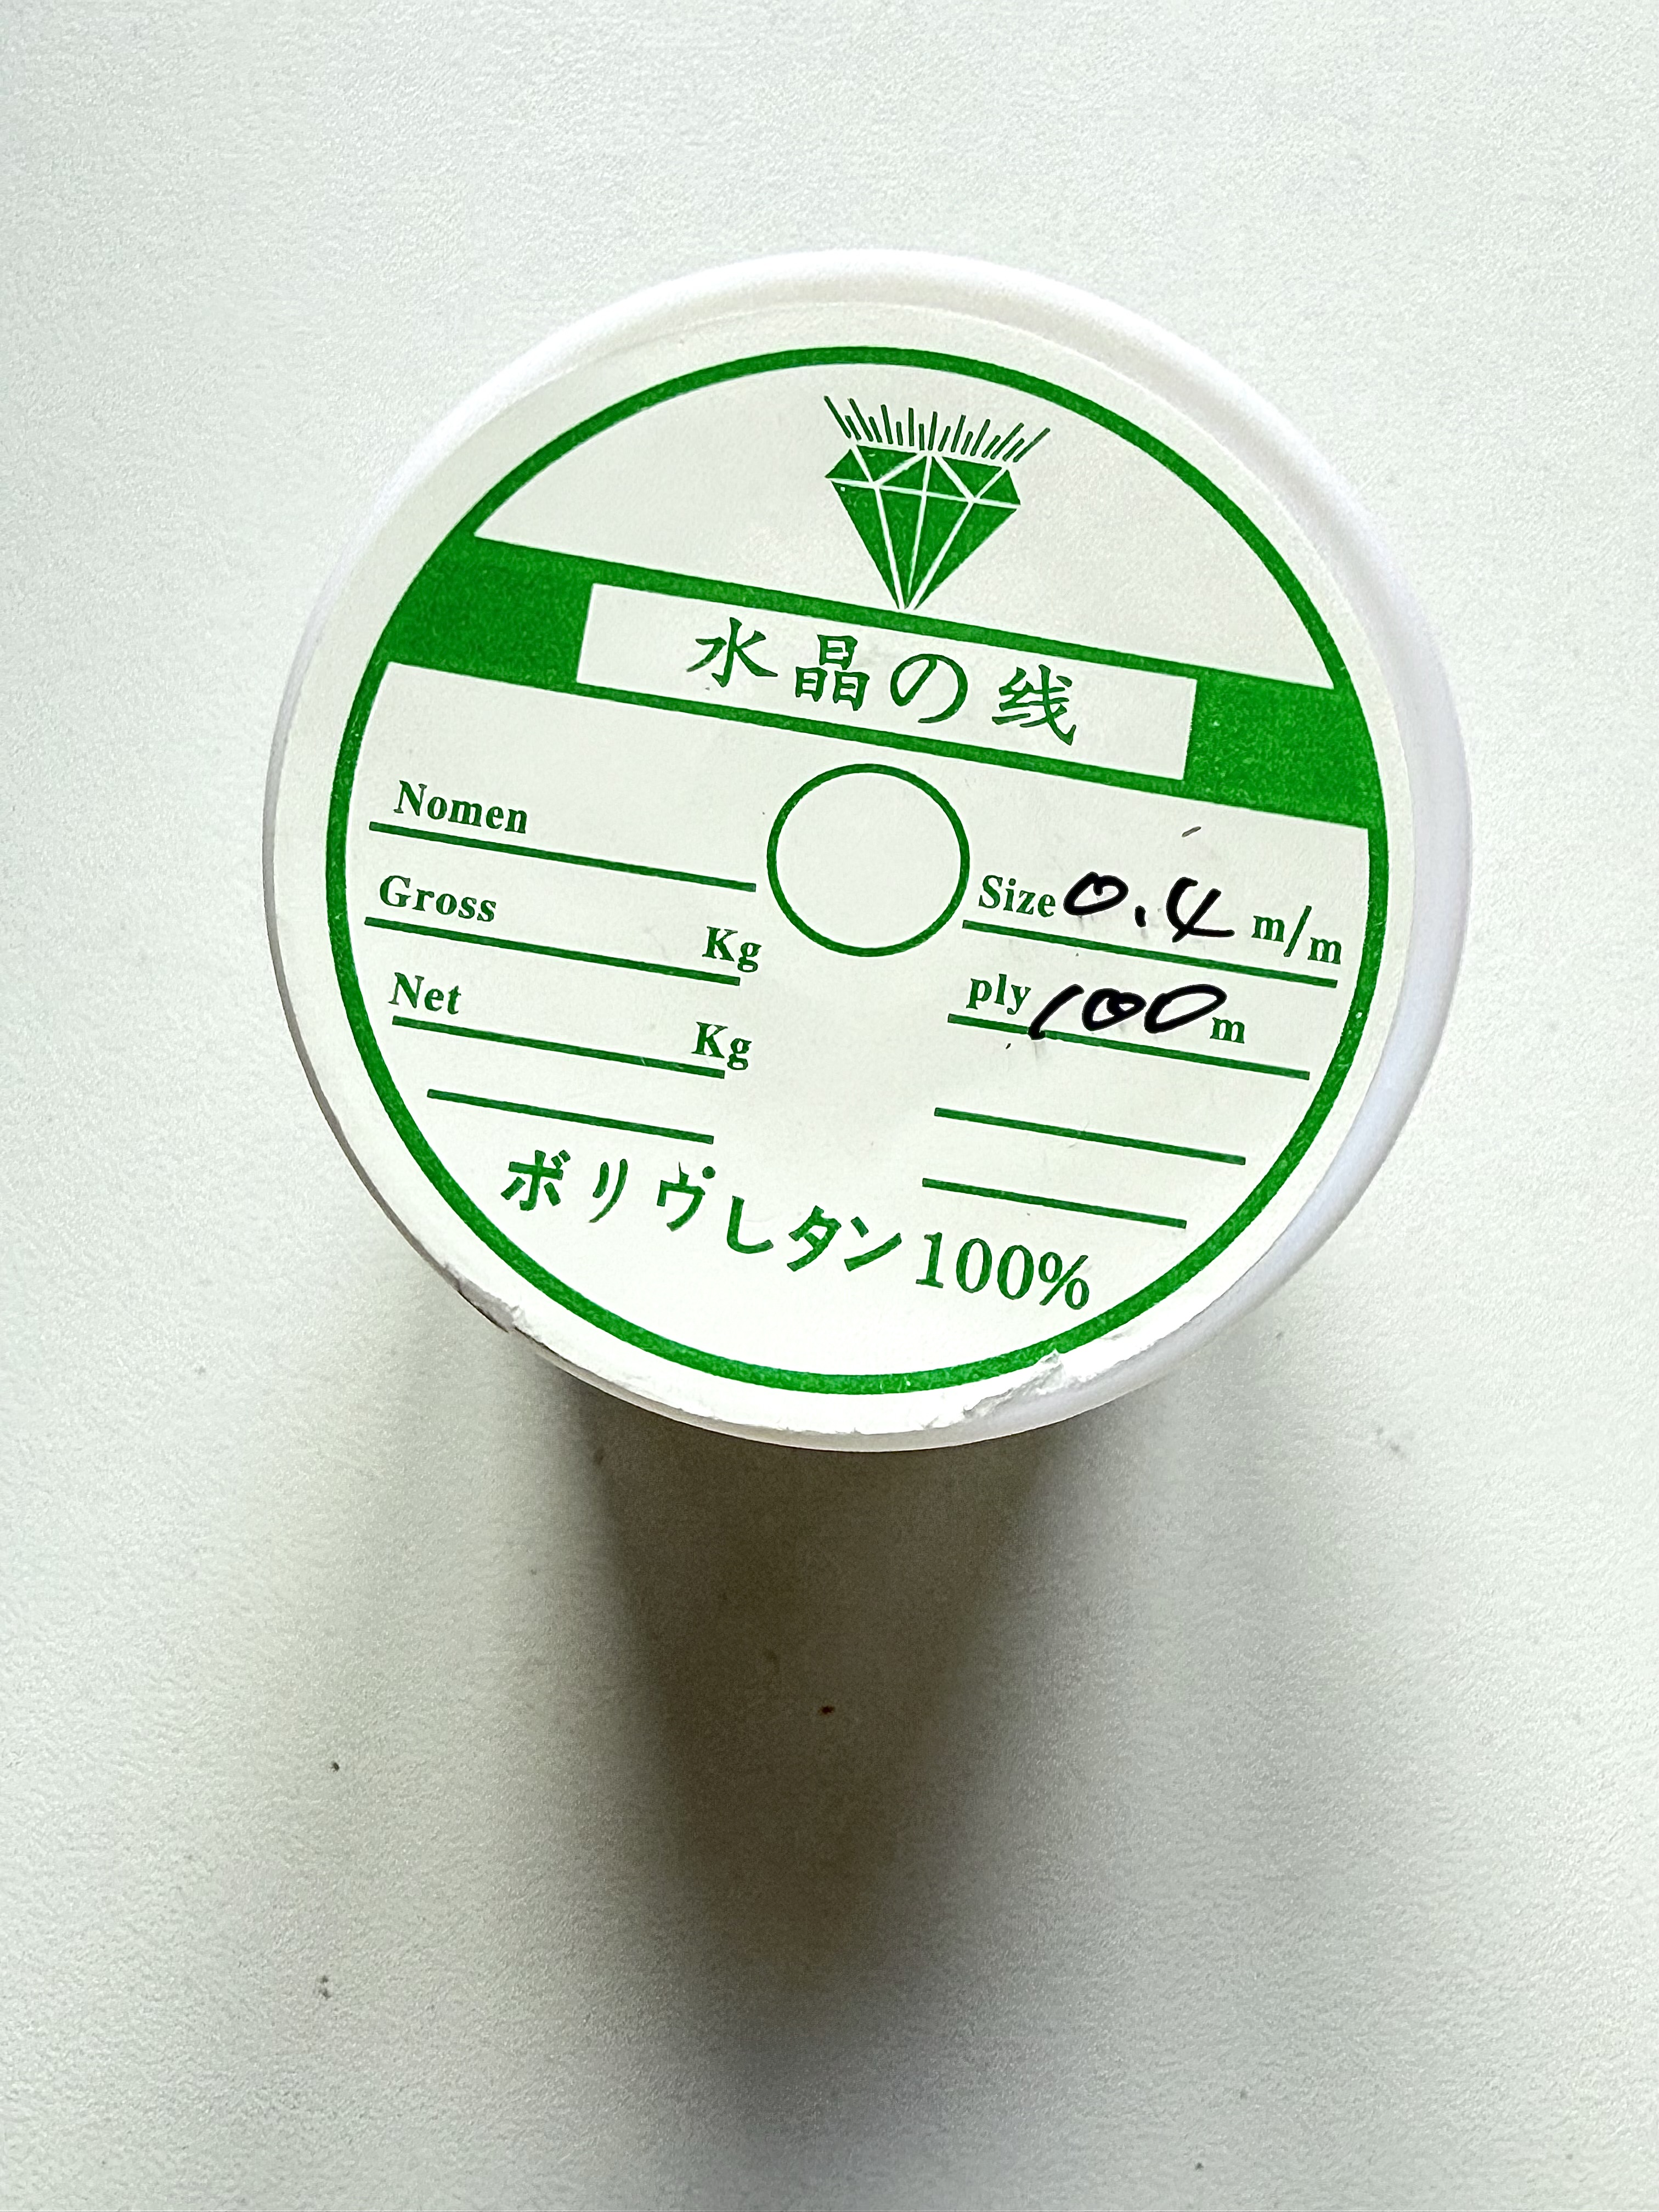 水晶の线
Nomen
Gross Kg
Net Kg
Size 0.4 m/m
ply 100 m
ボリヴレタン100%